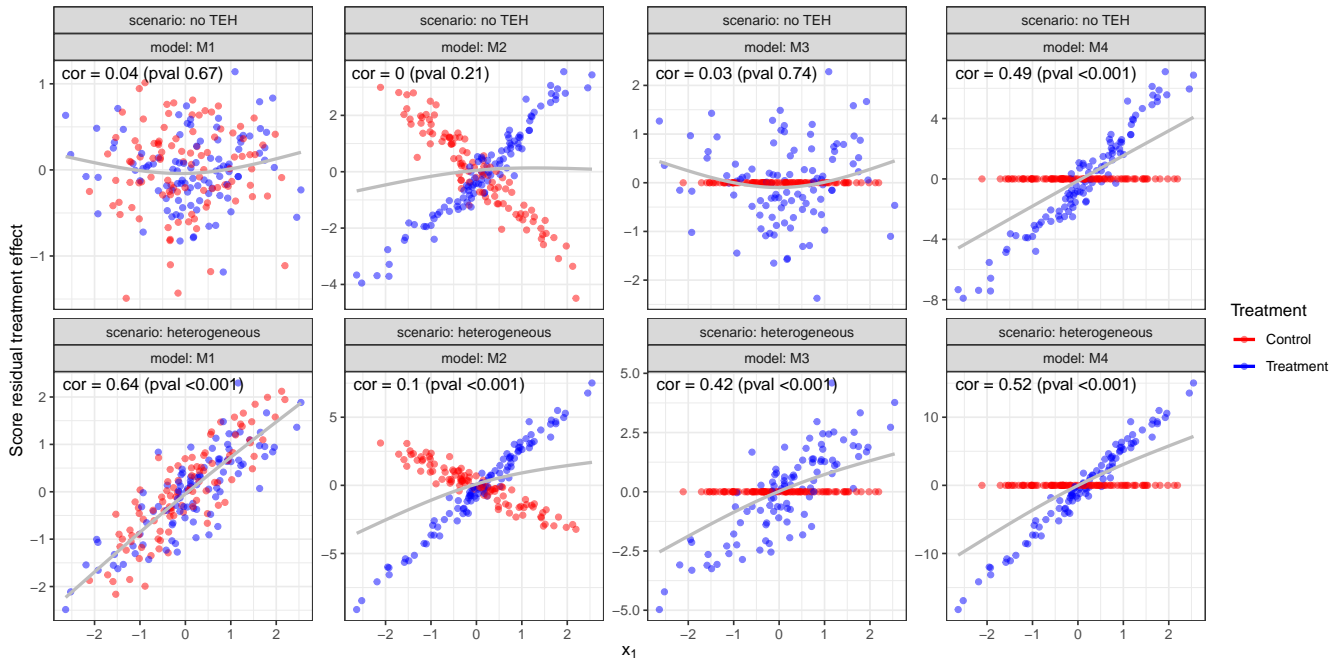 scenario: no TEH
scenario: no TEH
scenario: no TEH
scenario: no TEH
model: M1
model: M2
model: M3
model: M4
cor = 0.04 (pval 0.67)
cor = 0 (pval 0.21)
cor = 0.03 (pval 0.74)
cor = 0.49 (pval <0.001)
1
0
−1
2
0
−2
−4
2
1
0
−1
−2
4
0
−4
−8
scenario: heterogeneous
scenario: heterogeneous
scenario: heterogeneous
scenario: heterogeneous
model: M1
model: M2
model: M3
model: M4
cor = 0.64 (pval <0.001)
cor = 0.1 (pval <0.001)
cor = 0.42 (pval <0.001)
cor = 0.52 (pval <0.001)
2
1
0
−1
−2
5
0
−5
5.0
2.5
0.0
−2.5
−5.0
10
0
−10
−2 −1 0 1 2
−2 −1 0 1 2
−2 −1 0 1 2
−2 −1 0 1 2
x1
Score residual treatment effect
Treatment
Control
Treatment